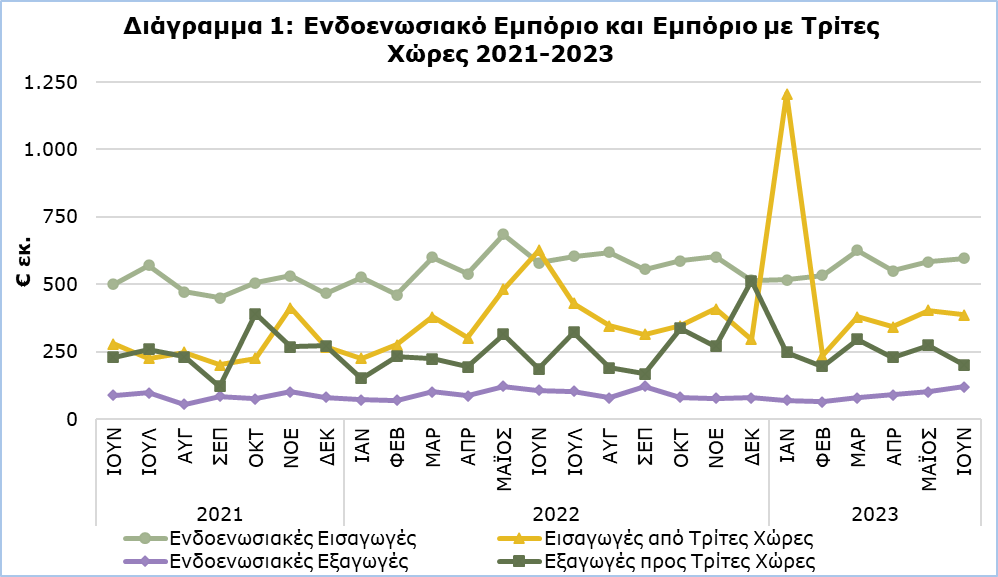 Διάγραμμα 1: Ενδοενωσιακό Εμπόριο και Εμπόριο με Τρίτες
Χώρες 2021-2023
€ εκ.
1.250
1.000
750
500
250
0
ΙΟΥΝ ΙΟΥΛ ΑΥΓ ΣΕΠ ΟΚΤ ΝΟΕ ΔΕΚ ΙΑΝ ΦΕΒ ΜΑΡ ΑΠΡ ΜΑΪΟΣ ΙΟΥΝ ΙΟΥΛ ΑΥΓ ΣΕΠ ΟΚΤ ΝΟΕ ΔΕΚ ΙΑΝ ΦΕΒ ΜΑΡ ΑΠΡ ΜΑΪΟΣ ΙΟΥΝ
2021 2022 2023
Ενδοενωσιακές Εισαγωγές Εισαγωγές από Τρίτες Χώρες
Ενδοενωσιακές Εξαγωγές Εξαγωγές προς Τρίτες Χώρες